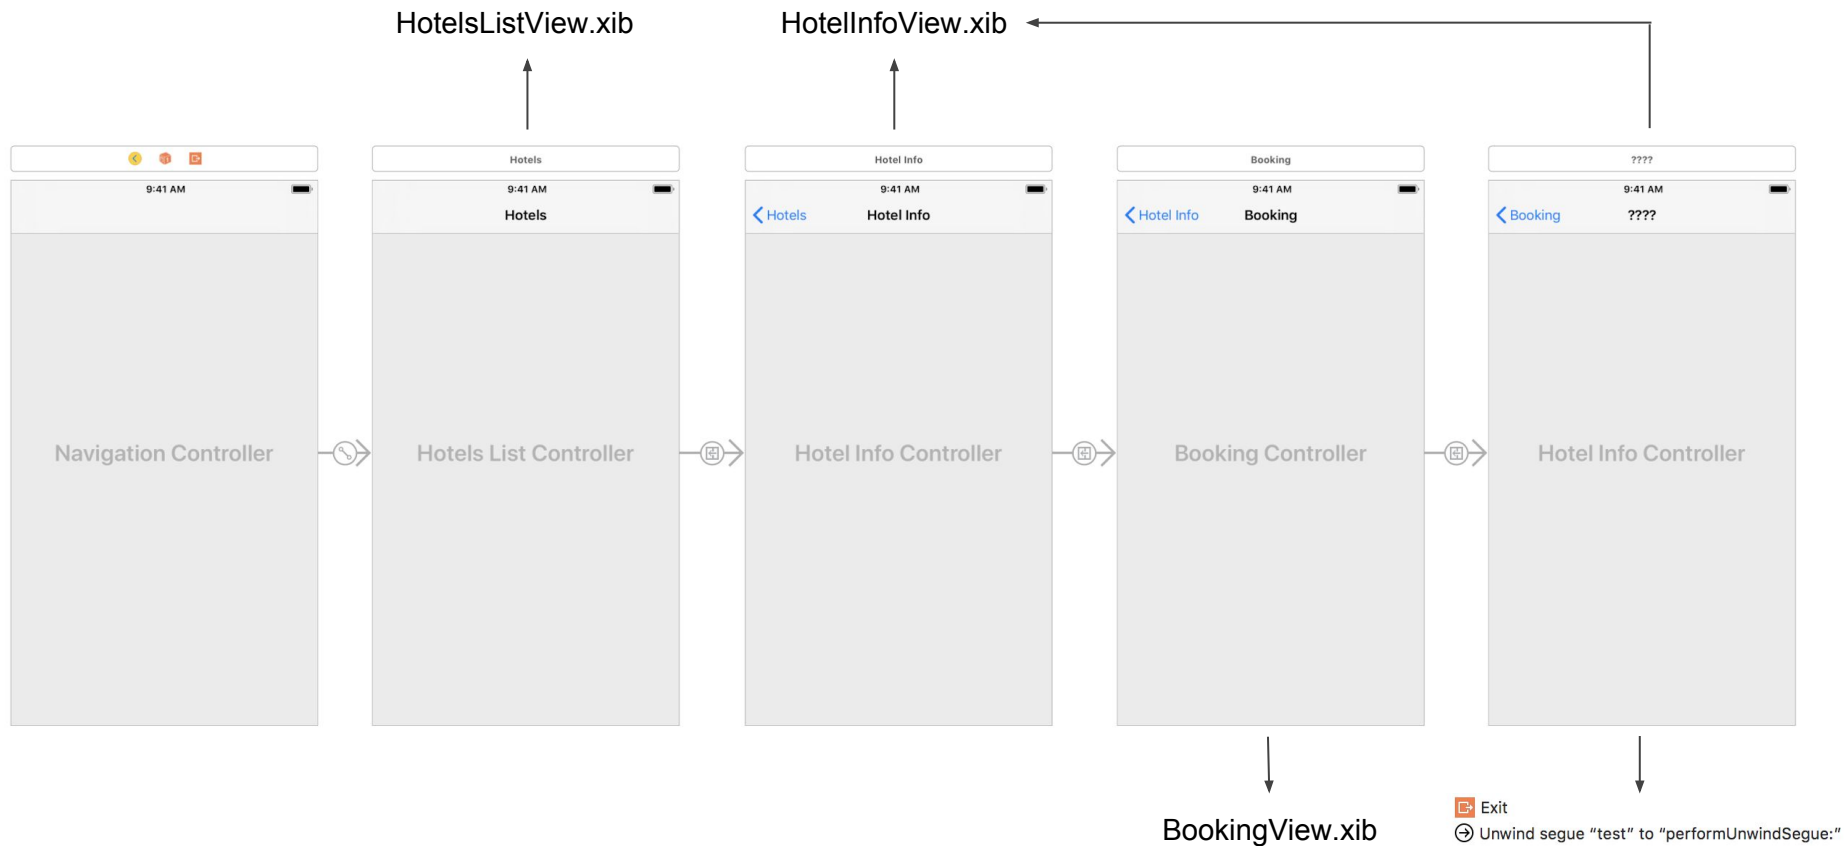 HotelsListView.xib
HotelInfoView.xib
Hotels
Hotel Info
Booking
????
9:41 AM
9:41 AM
9:41 AM
9:41 AM
9:41 AM
Hotels
Hotels
Hotel Info
Hotel Info
Booking
Booking
????
Navigation Controller
Hotels List Controller
Hotel Info Controller
Booking Controller
Hotel Info Controller
BookingView.xib
Exit
Unwind segue “test” to “performUnwindSegue:”